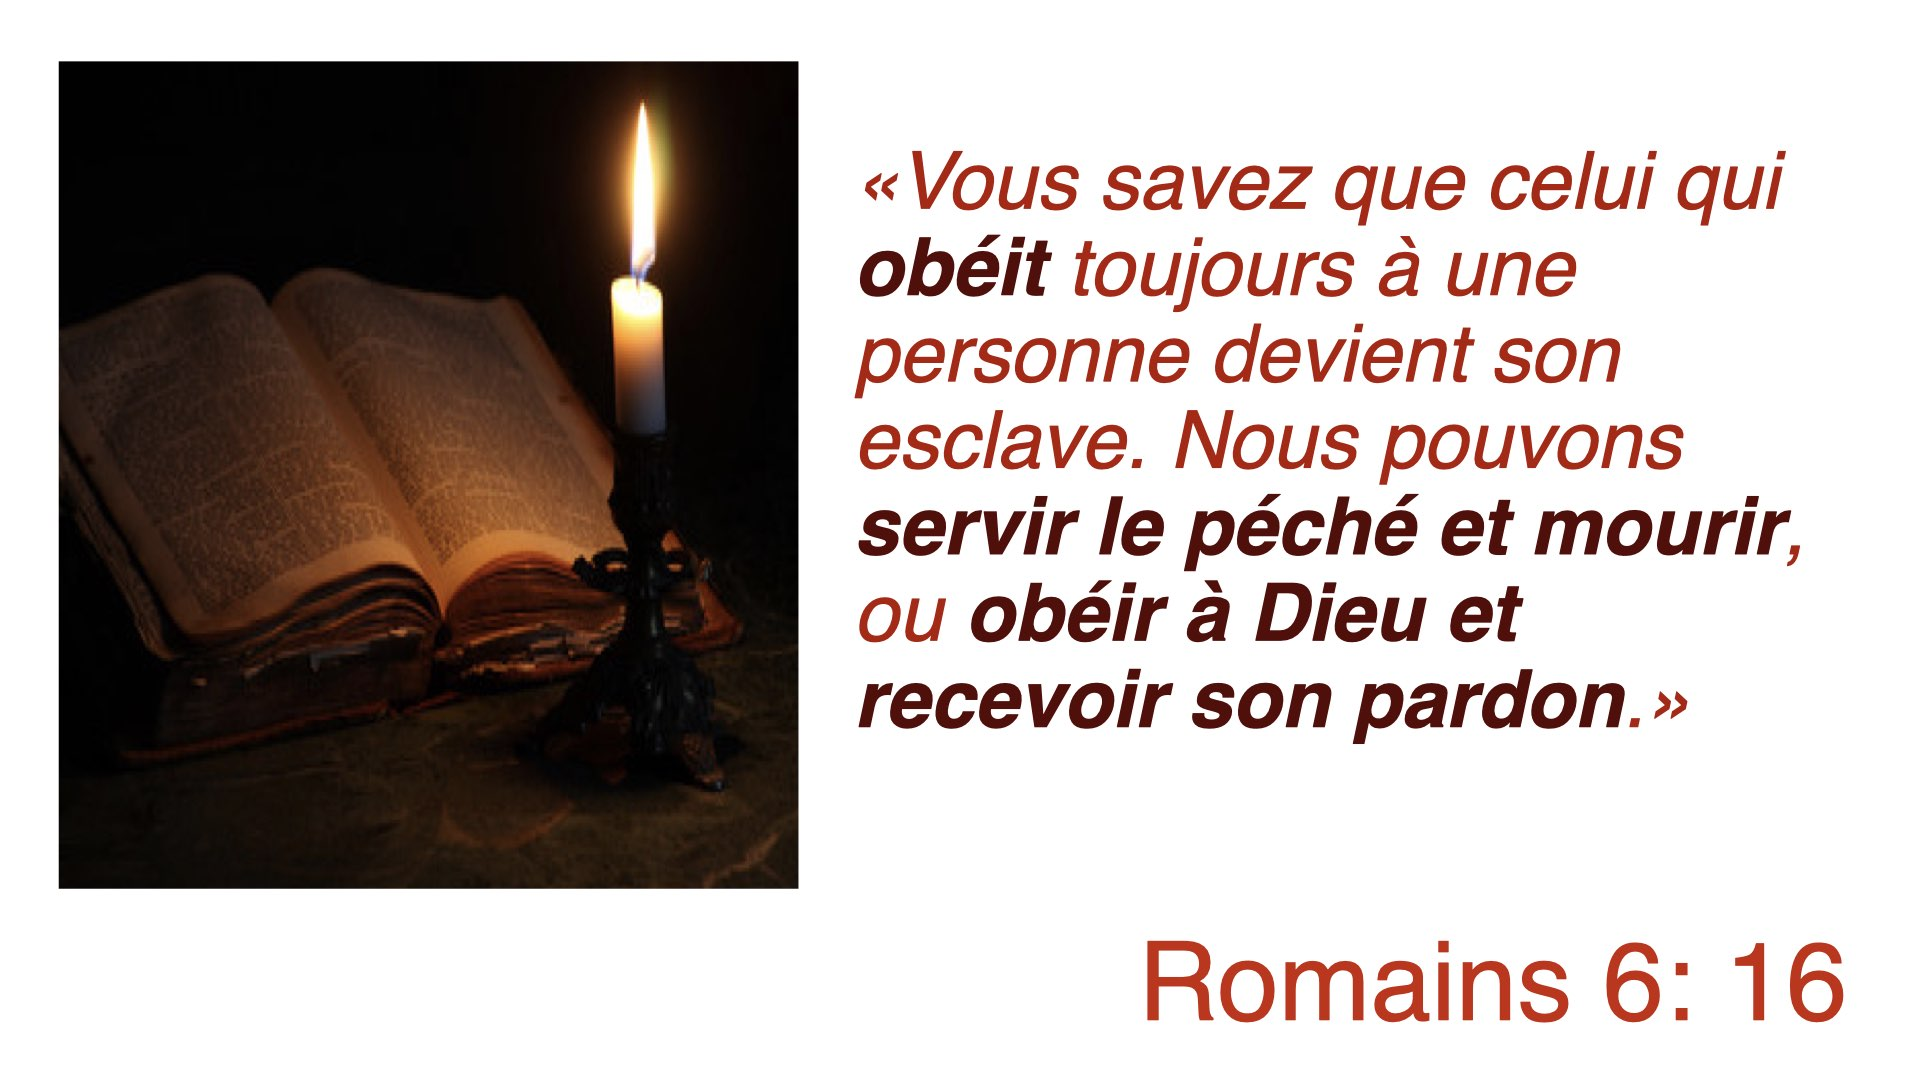 «Vous savez que celui qui
obéit toujours à une
personne devient son
esclave. Nous pouvons
servir le péché et mourir,
ou obéir à Dieu et
recevoir son pardon.»
Romains 6: 16